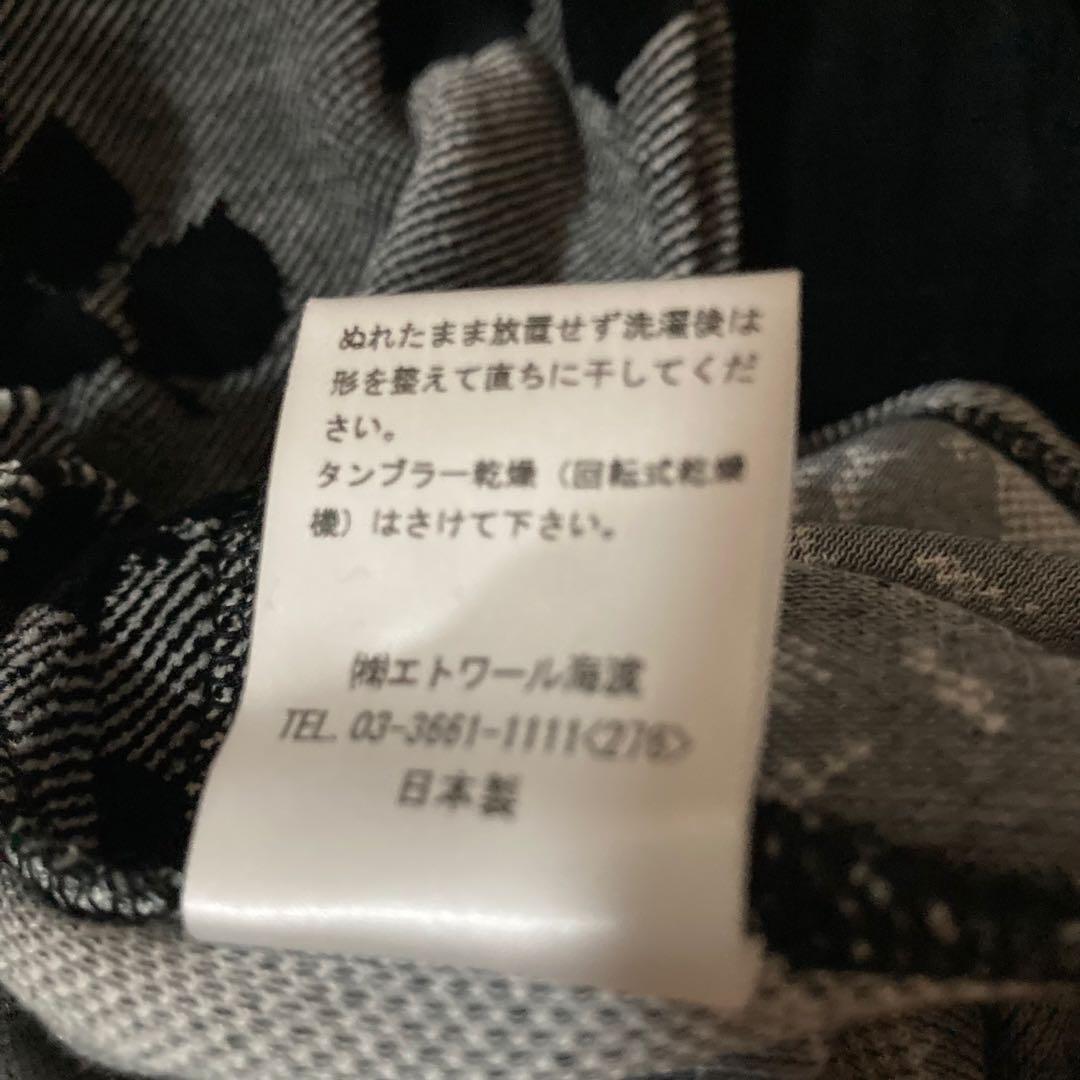 ぬれたまま放置せず洗濯後は
形を整えて直ちに干してくだ
さい。
タンブラー乾燥（回転式乾燥
機）はさけて下さい。
㈱エトワール海渡
TEL. 03-3661-1111<276>
日本製